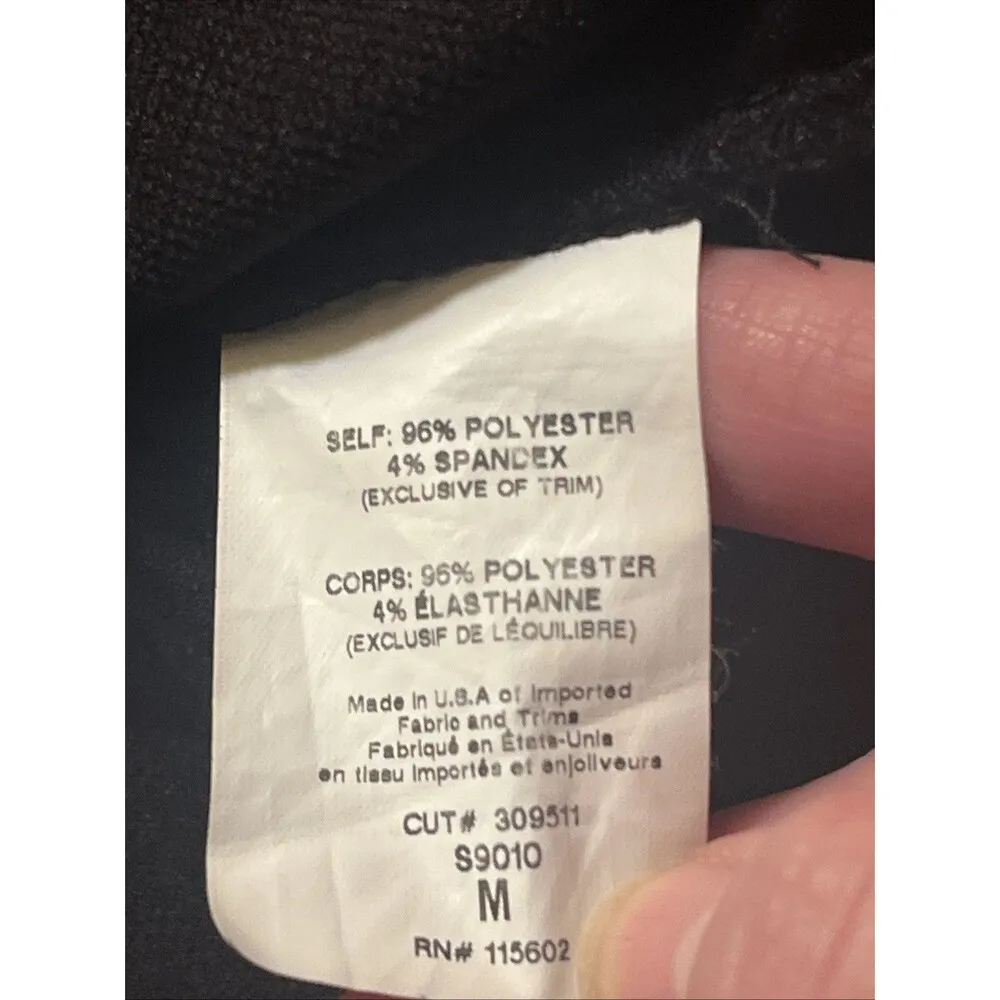 SELF: 96% POLYESTER
4% SPANDEX
(EXCLUSIVE OF TRIM)
CORPS: 96% POLYESTER
4% ÉLASTHANNE
(EXCLUSIF DE LÉQUILIBRE)
Made in U.S.A of Imported
Fabric and Trims
Fabriqué en États-Unis
en tissu importés et enjoliveurs
CUT# 309511
S9010
M
RN# 115602